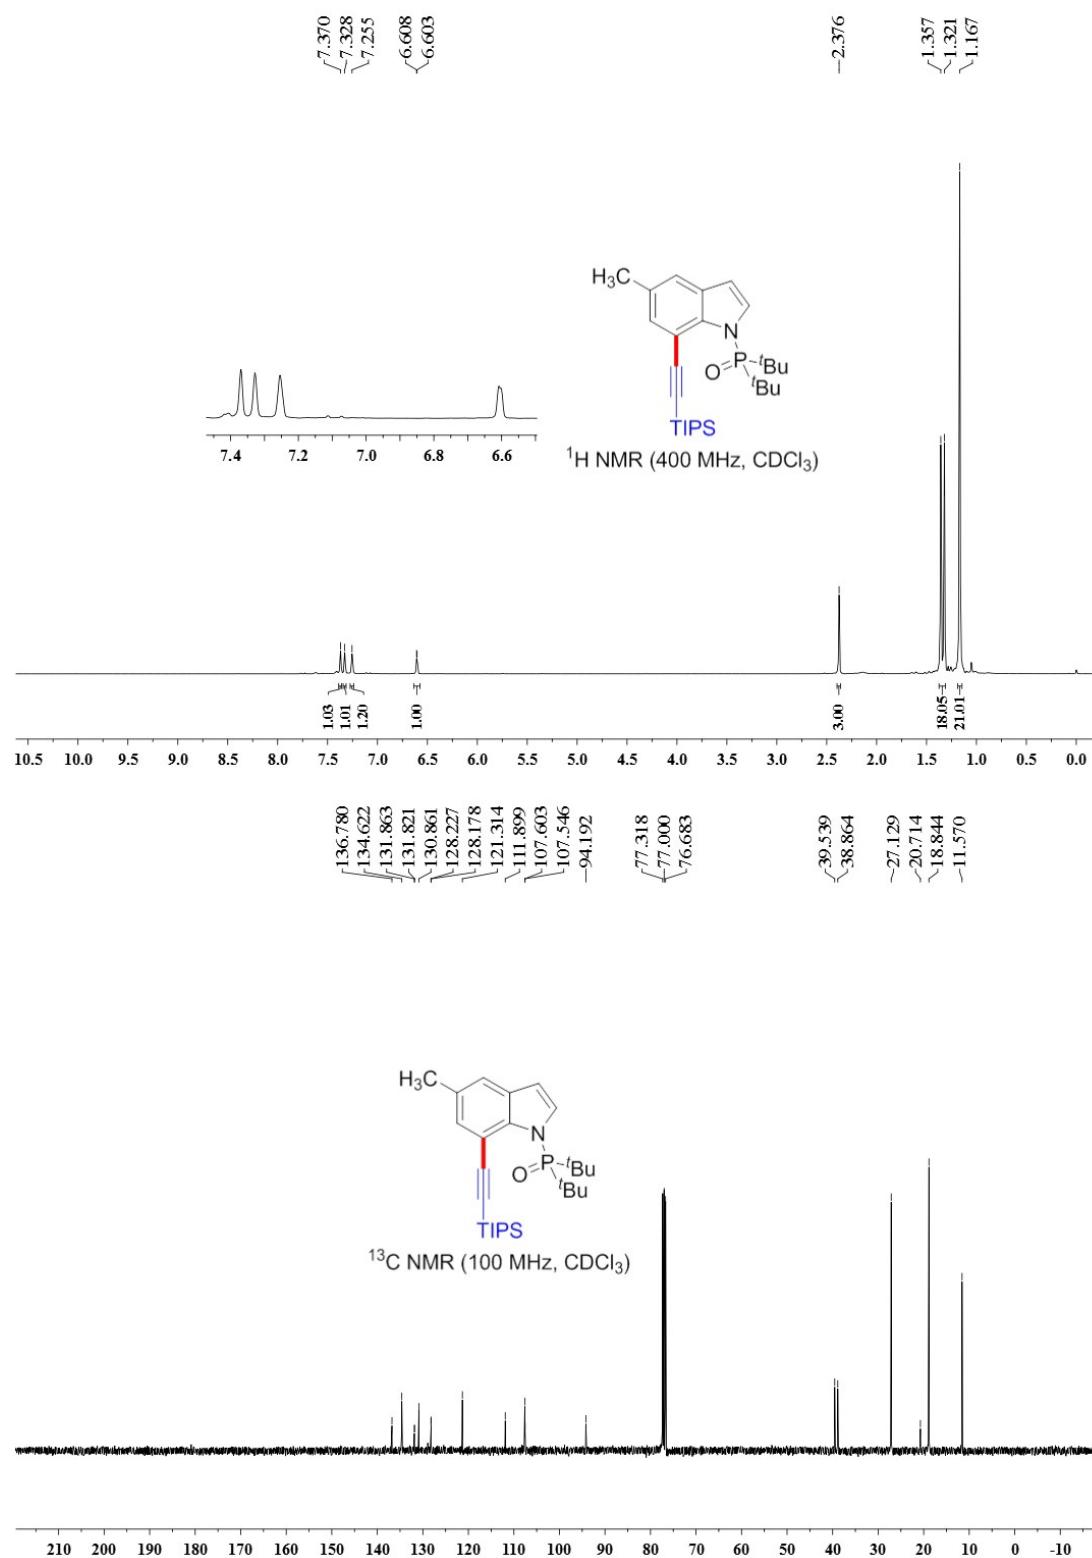 7.370
7.328
7.255
6.608
6.603
2.376
1.357
1.321
1.167
H₃C
N
P
O
ᵗBu
ᵗBu
TIPS
¹H NMR (400 MHz, CDCl₃)
7.4 7.2 7.0 6.8 6.6
1.03
1.01
1.20
1.00
3.00
18.05
21.01
10.5 10.0 9.5 9.0 8.5 8.0 7.5 7.0 6.5 6.0 5.5 5.0 4.5 4.0 3.5 3.0 2.5 2.0 1.5 1.0 0.5 0.0
136.780
134.622
131.863
131.821
130.861
128.227
128.178
121.314
111.899
107.603
107.546
94.192
77.318
77.000
76.683
39.539
38.864
27.129
20.714
18.844
11.570
H₃C
N
P
O
ᵗBu
ᵗBu
TIPS
¹³C NMR (100 MHz, CDCl₃)
210 200 190 180 170 160 150 140 130 120 110 100 90 80 70 60 50 40 30 20 10 0 -10